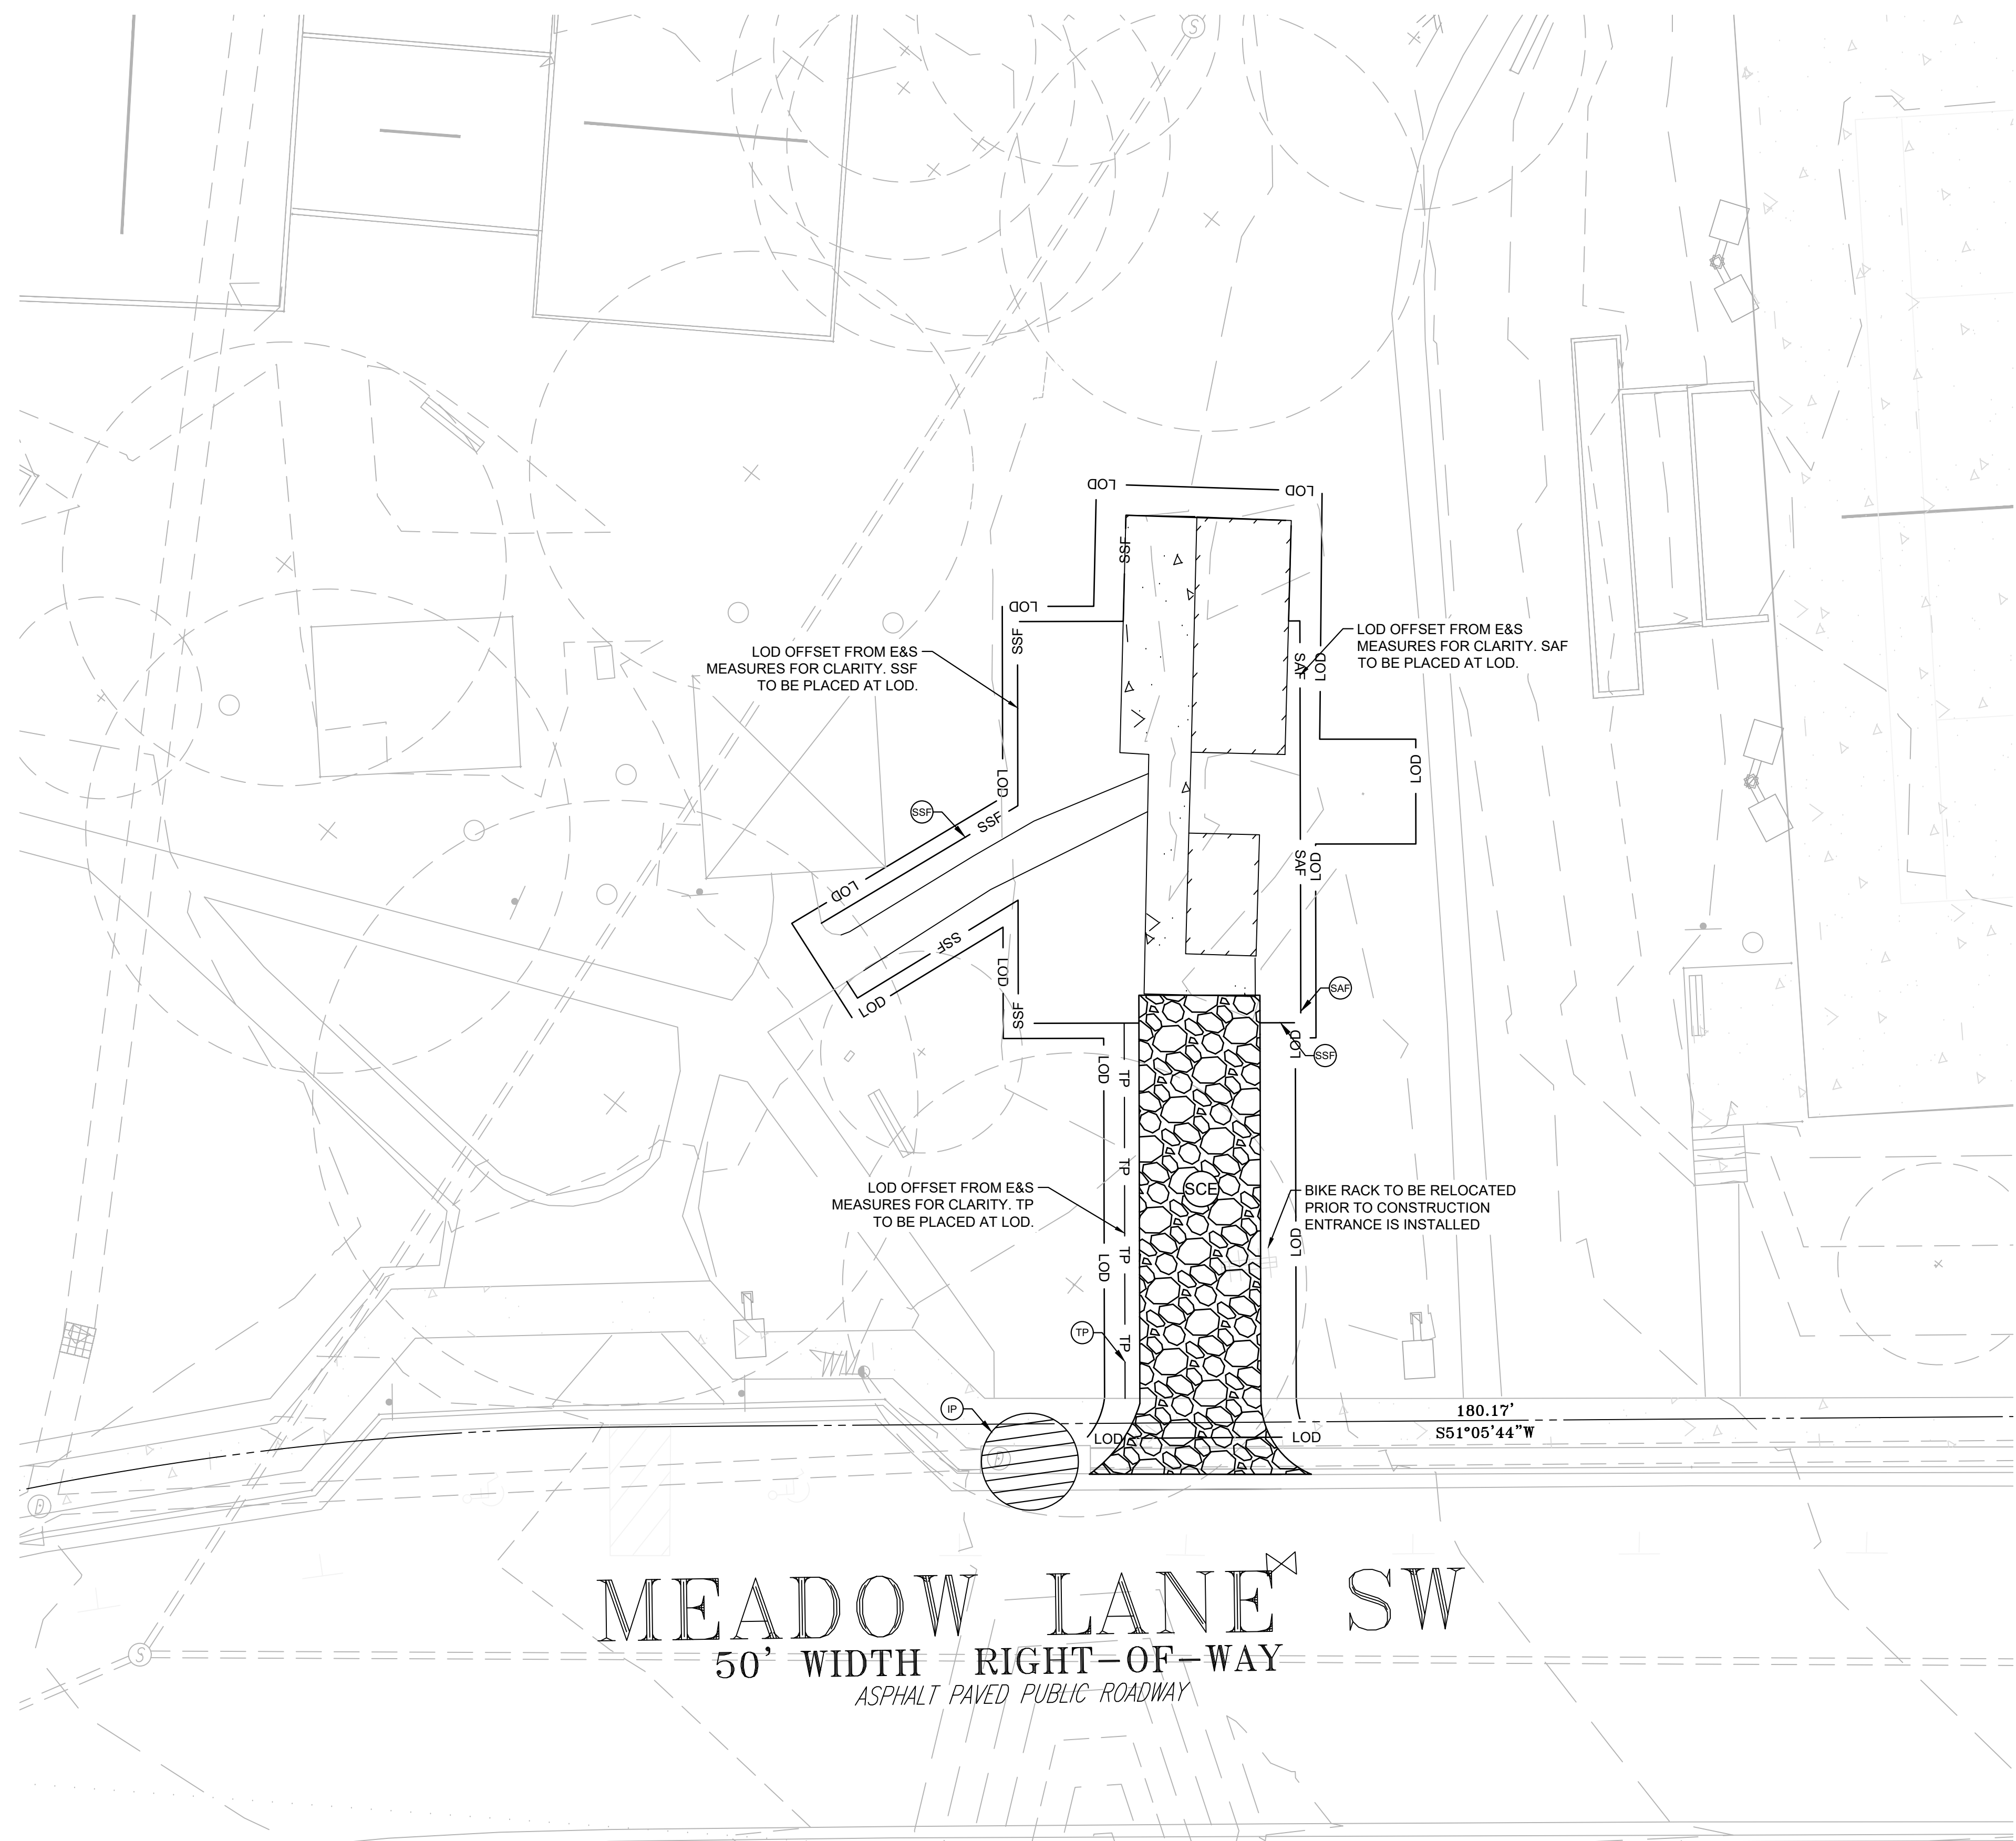 S
LOD
LOD
SSF
LOD
SSF
LOD OFFSET FROM E&S
MEASURES FOR CLARITY. SSF
TO BE PLACED AT LOD.
LOD OFFSET FROM E&S
MEASURES FOR CLARITY. SAF
TO BE PLACED AT LOD.
SAF
LOD
LOD
LOD
SSF
SSF
SAF
LOD
LOD
SSF
LOD
LOD
SSF
SAF
LOD
SSF
LOD
TP
TP
SCE
LOD OFFSET FROM E&S
MEASURES FOR CLARITY. TP
TO BE PLACED AT LOD.
BIKE RACK TO BE RELOCATED
PRIOR TO CONSTRUCTION
ENTRANCE IS INSTALLED
LOD
TP
LOD
TP
TP
WM
IP
180.17'
S51°05'44"W
LOD
LOD
D
D
MEADOW LANE SW
S
50' WIDTH RIGHT-OF-WAY
ASPHALT PAVED PUBLIC ROADWAY